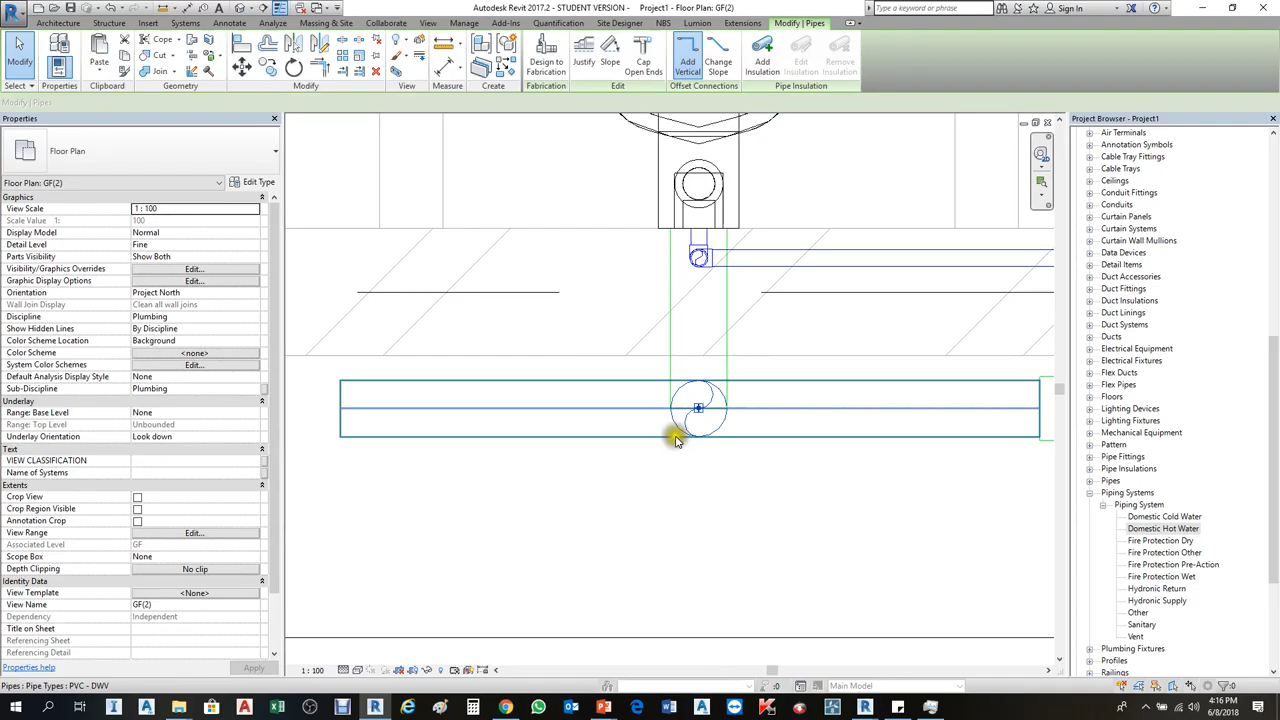 Autodesk Revit 2017.2 - STUDENT VERSION - Project1 - Floor Plan: GF(2)
Type a keyword or phrase
Sign In
Architecture Structure Insert Systems Annotate Analyze Massing & Site Collaborate View Manage Add-Ins Quantification Site Designer NBS Lumion Extensions Modify | Pipes
Modify
Paste
Cope
Cut
Join
Design to Fabrication
Justify
Slope
Cap Open Ends
Add Vertical
Change Slope
Add Insulation
Edit Insulation
Remove Insulation
Select Properties Clipboard Geometry Modify View Measure Create Fabrication Edit Offset Connections Pipe Insulation
Modify | Pipes
Properties
Floor Plan
Floor Plan: GF(2) Edit Type
Graphics
View Scale 1 : 100
Scale Value 1: 100
Display Model Normal
Detail Level Fine
Parts Visibility Show Both
Visibility/Graphics Overrides Edit...
Graphic Display Options Edit...
Orientation Project North
Wall Join Display Clean all wall joins
Discipline Plumbing
Show Hidden Lines By Discipline
Color Scheme Location Background
Color Scheme <none>
System Color Schemes Edit...
Default Analysis Display Style None
Sub-Discipline Plumbing
Underlay
Range: Base Level None
Range: Top Level Unbounded
Underlay Orientation Look down
Text
VIEW CLASSIFICATION
Name of Systems
Extents
Crop View
Crop Region Visible
Annotation Crop
View Range Edit...
Associated Level GF
Scope Box None
Depth Clipping No clip
Identity Data
View Template <None>
View Name GF(2)
Dependency Independent
Title on Sheet
Referencing Sheet
Referencing Detail
Properties help Apply
1 : 100
Project Browser - Project1
Air Terminals
Annotation Symbols
Cable Tray Fittings
Cable Trays
Ceilings
Conduit Fittings
Conduits
Curtain Panels
Curtain Systems
Curtain Wall Mullions
Data Devices
Detail Items
Duct Accessories
Duct Fittings
Duct Linings
Duct Systems
Ducts
Electrical Equipment
Electrical Fixtures
Flex Ducts
Flex Pipes
Floors
Lighting Devices
Lighting Fixtures
Mechanical Equipment
Pattern
Pipe Fittings
Pipe Insulations
Pipes
Piping Systems
Piping System
Domestic Cold Water
Domestic Hot Water
Fire Protection Dry
Fire Protection Other
Fire Protection Pre-Action
Fire Protection Wet
Hydronic Return
Hydronic Supply
Other
Sanitary
Vent
Plumbing Fixtures
Profiles
Railings
Pipes : Pipe Types : PVC - DWV
:0
Main Model
:0
4:16 PM
6/8/2018